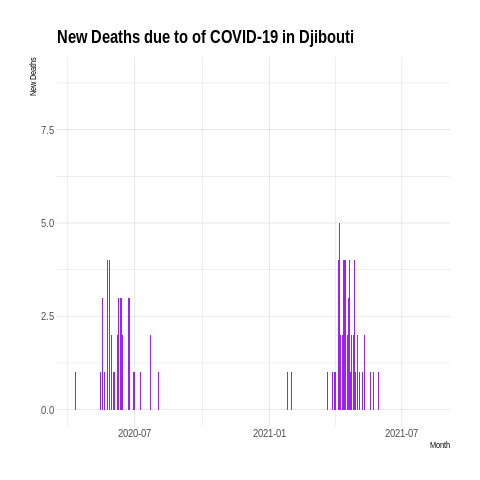 New Deaths due to of COVID-19 in Djibouti
New Deaths
7.5
5.0
2.5
0.0
2020-07
2021-01
2021-07
Month